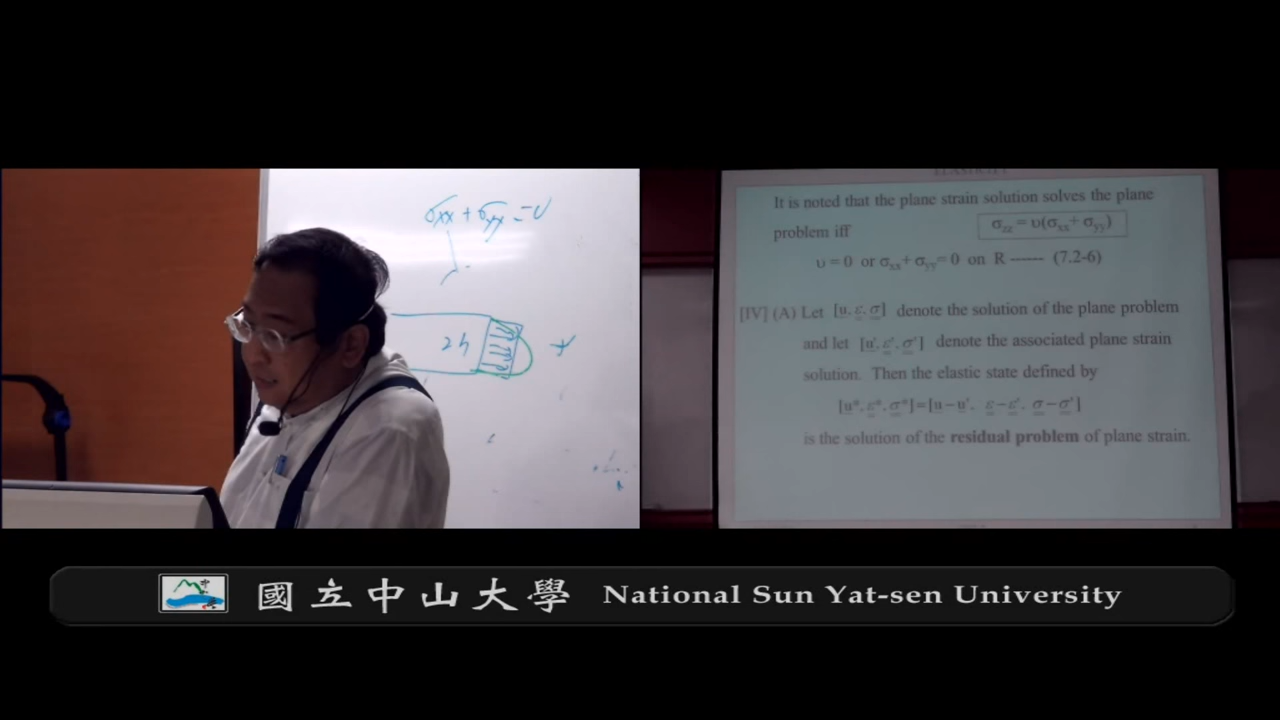 σxx + σyy = 0
2h
It is noted that the plane strain solution solves the plane
problem iff σzz = υ(σxx + σyy)
υ = 0 or σxx + σyy = 0 on R ------ (7.2-6)
[IV] (A) Let [u, ε, σ] denote the solution of the plane problem
and let [u', ε', σ'] denote the associated plane strain
solution. Then the elastic state defined by
[u*, ε*, σ*]=[u−u', ε−ε', σ−σ']
is the solution of the residual problem of plane strain.
國立中山大學 National Sun Yat-sen University